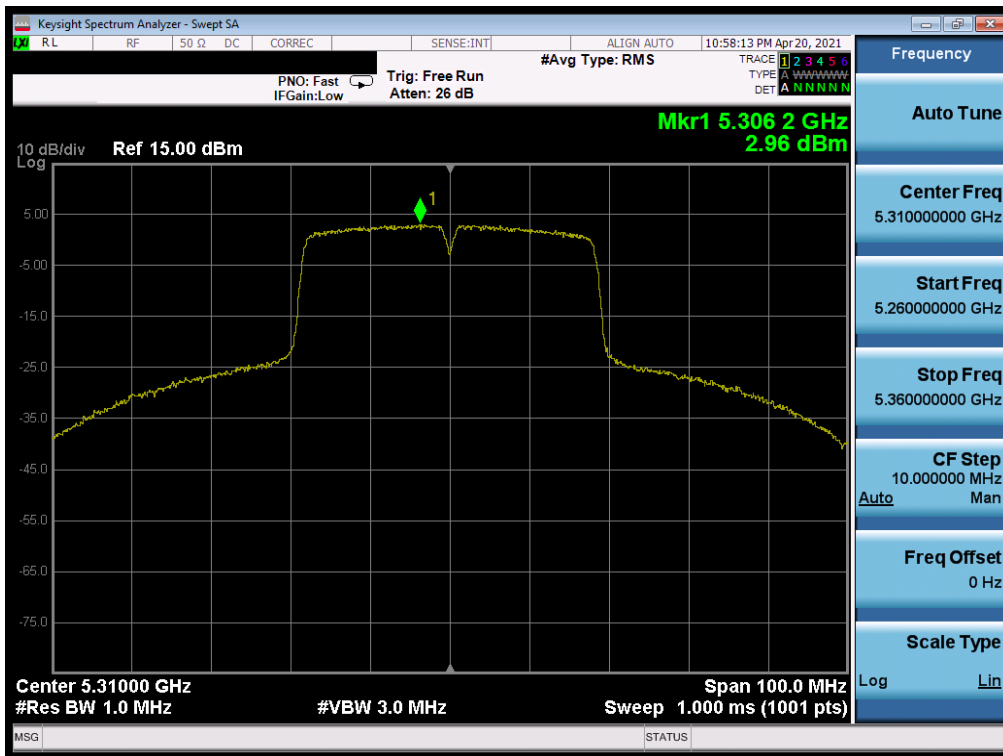 Keysight Spectrum Analyzer - Swept SA
LXI RL RF 50 Ω DC CORREC SENSE:INT ALIGN AUTO 10:58:13 PM Apr 20, 2021
#Avg Type: RMS
PNO: Fast Trig: Free Run
IFGain:Low Atten: 26 dB
TRACE 1 2 3 4 5 6
TYPE A WWWWW
DET A N N N N N
Mkr1 5.306 2 GHz
2.96 dBm
10 dB/div Ref 15.00 dBm
Log
1
5.00
-5.00
-15.0
-25.0
-35.0
-45.0
-55.0
-65.0
-75.0
Center 5.31000 GHz Span 100.0 MHz
#Res BW 1.0 MHz #VBW 3.0 MHz Sweep 1.000 ms (1001 pts)
MSG STATUS
Frequency
Auto Tune
Center Freq
5.310000000 GHz
Start Freq
5.260000000 GHz
Stop Freq
5.360000000 GHz
CF Step
10.000000 MHz
Auto Man
Freq Offset
0 Hz
Scale Type
Log Lin